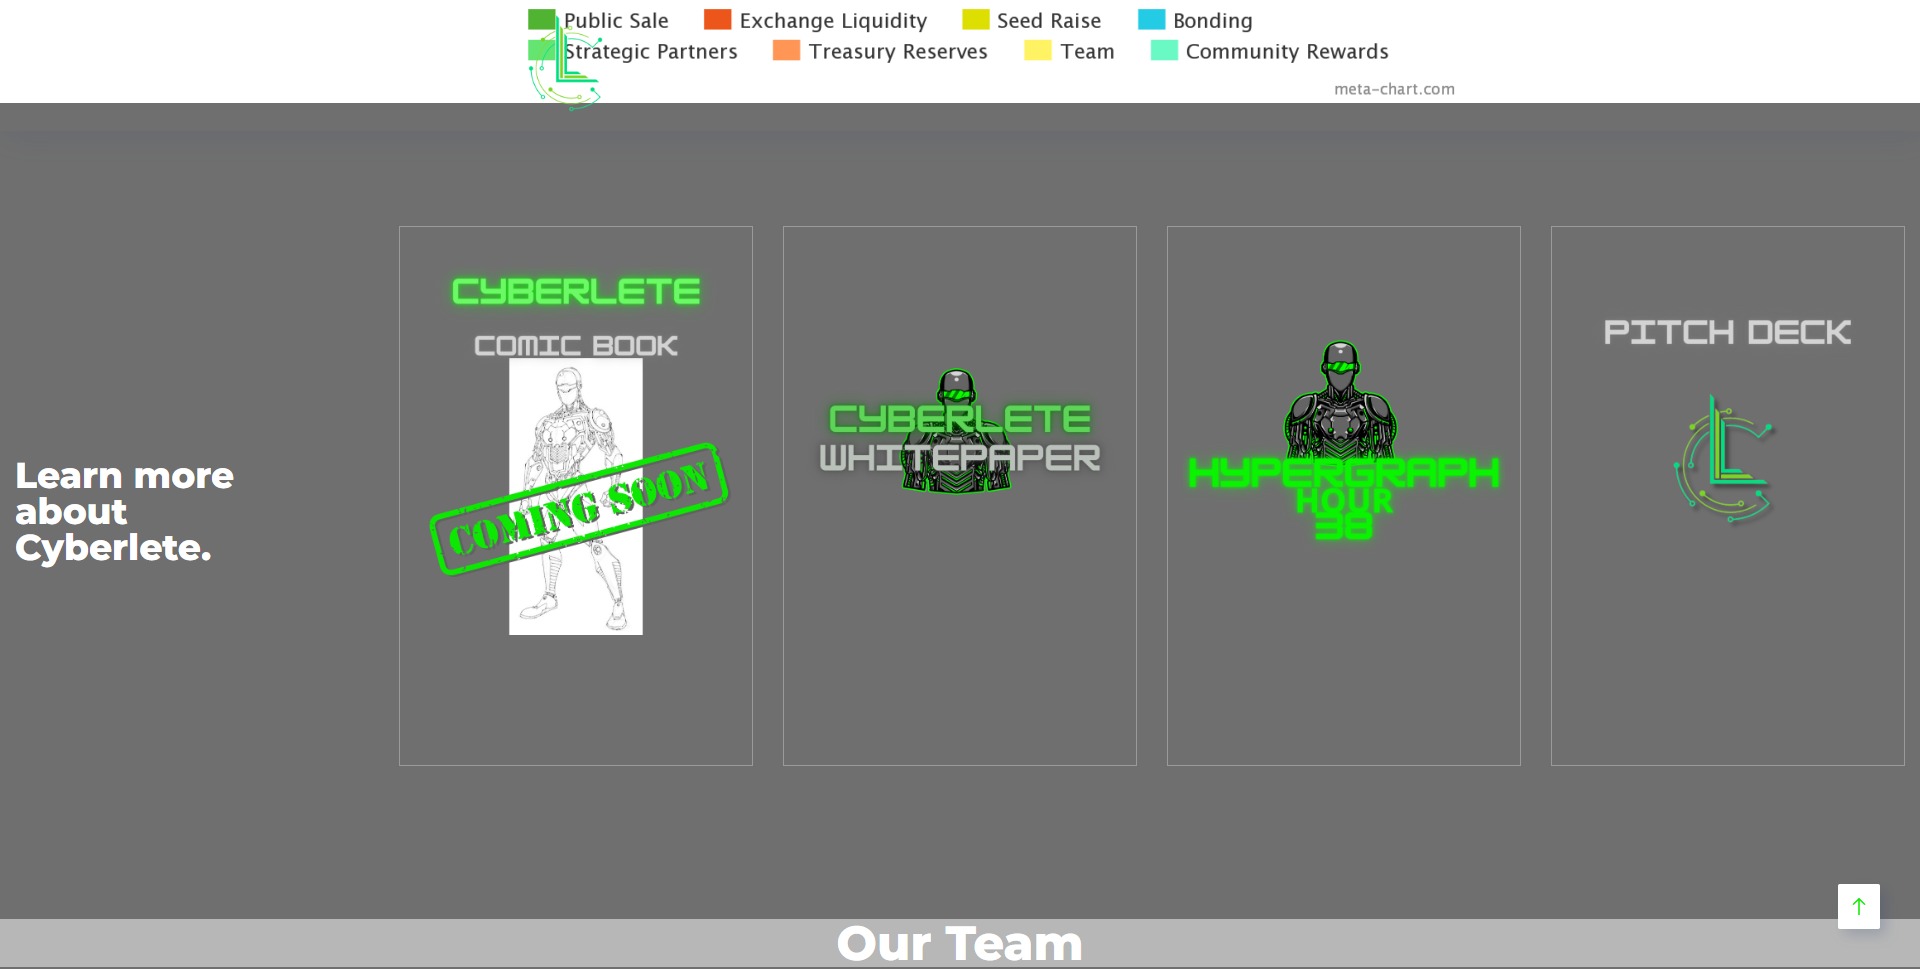 Public Sale
Exchange Liquidity
Seed Raise
Bonding
Strategic Partners
Treasury Reserves
Team
Community Rewards
meta-chart.com
Learn more
about
Cyberlete.
CYBERLETE
COMIC BOOK
COMING SOON
CYBERLETE
WHITEPAPER
HYPERGRAPH
HOUR
38
PITCH DECK
Our Team